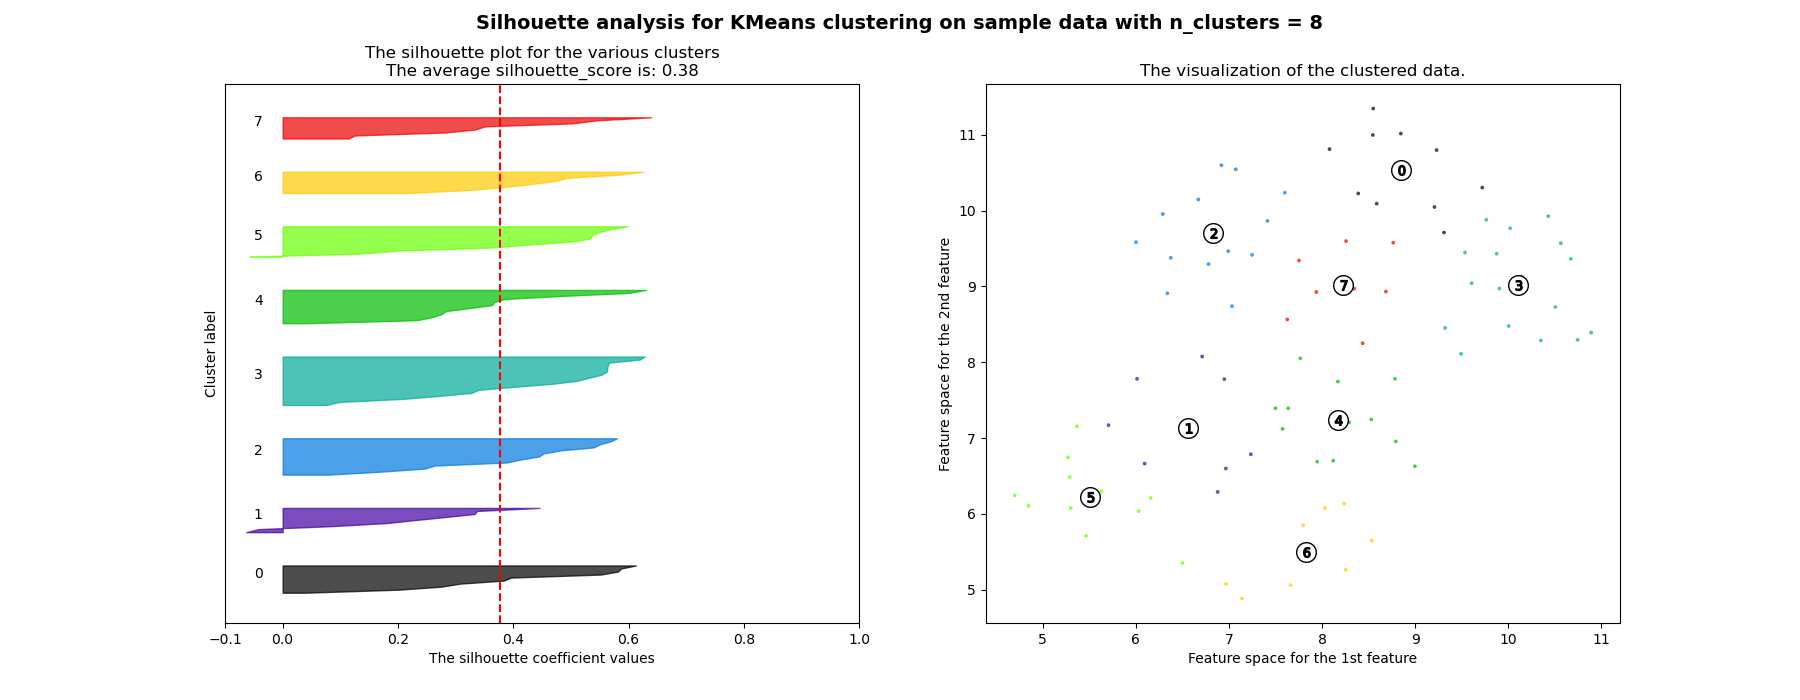 Silhouette analysis for KMeans clustering on sample data with n_clusters = 8
The silhouette plot for the various clusters
The average silhouette_score is: 0.38
7
6
5
4
3
2
1
0
Cluster label
−0.1 0.0 0.2 0.4 0.6 0.8 1.0
The silhouette coefficient values
The visualization of the clustered data.
11
10
9
8
7
6
5
Feature space for the 2nd feature
0
2
7
3
4
1
5
6
5 6 7 8 9 10 11
Feature space for the 1st feature